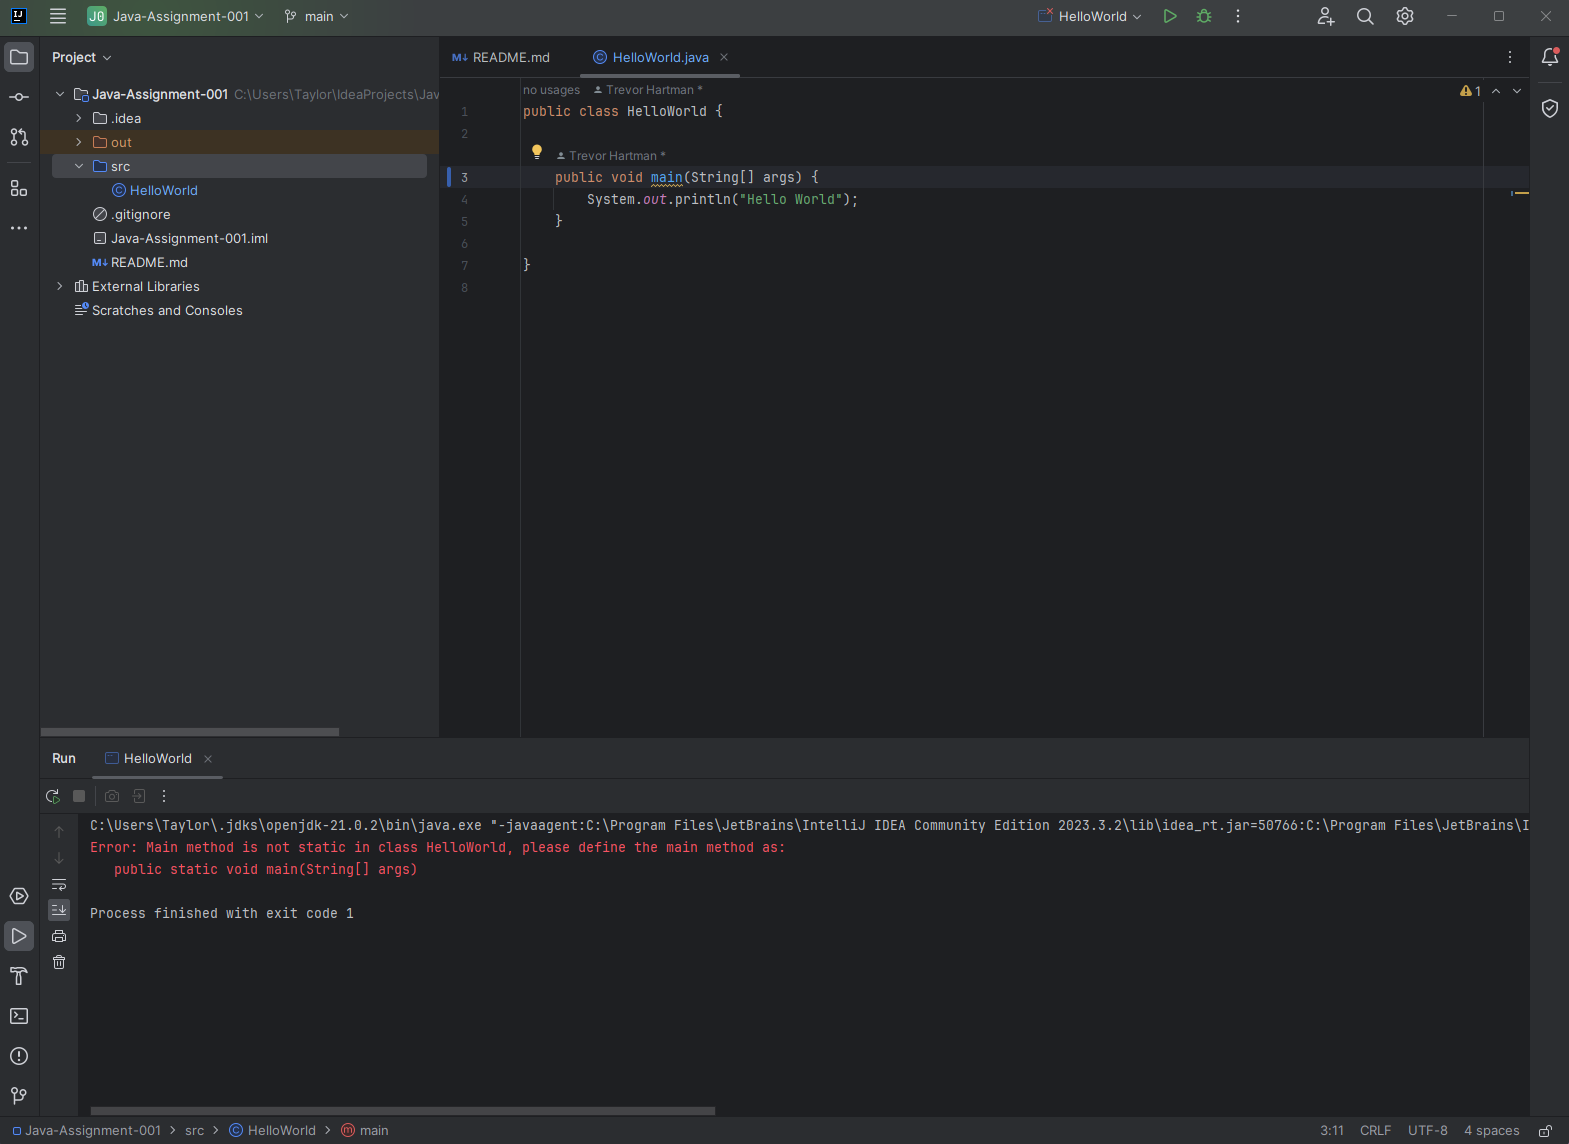 J0 Java-Assignment-001 main HelloWorld
Project
README.md HelloWorld.java
Java-Assignment-001 C:\Users\Taylor\IdeaProjects\Jav
.idea
out
src
HelloWorld
.gitignore
Java-Assignment-001.iml
M↓ README.md
External Libraries
Scratches and Consoles
no usages Trevor Hartman *
1 public class HelloWorld {
2
Trevor Hartman *
3 public void main(String[] args) {
4 System.out.println("Hello World");
5 }
6
7 }
8
1
Run HelloWorld
C:\Users\Taylor\.jdks\openjdk-21.0.2\bin\java.exe "-javaagent:C:\Program Files\JetBrains\IntelliJ IDEA Community Edition 2023.3.2\lib\idea_rt.jar=50766:C:\Program Files\JetBrains\I
Error: Main method is not static in class HelloWorld, please define the main method as:
public static void main(String[] args)
Process finished with exit code 1
Java-Assignment-001 > src > HelloWorld > main 3:11 CRLF UTF-8 4 spaces